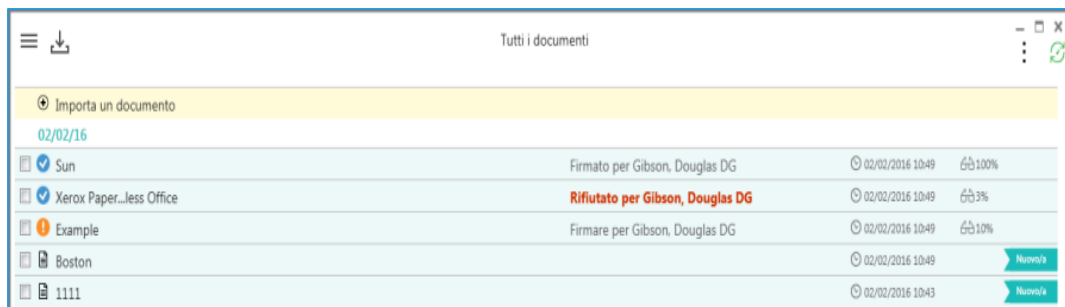 Tutti i documenti
Importa un documento
02/02/16
Sun Firmato per Gibson, Douglas DG 02/02/2016 10:49 100%
Xerox Paper...less Office Rifiutato per Gibson, Douglas DG 02/02/2016 10:49 3%
Example Firmare per Gibson, Douglas DG 02/02/2016 10:49 10%
Boston 02/02/2016 10:49 Nuovo/a
1111 02/02/2016 10:43 Nuovo/a